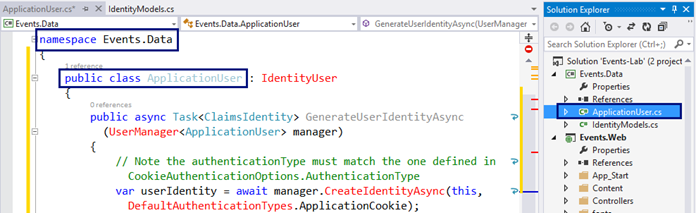 ApplicationUser.cs*
IdentityModels.cs
Events.Data
Events.Data.ApplicationUser
GenerateUserIdentityAsync(UserManager
namespace Events.Data
{
1 reference
public class ApplicationUser : IdentityUser
{
0 references
public async Task<ClaimsIdentity> GenerateUserIdentityAsync
(UserManager<ApplicationUser> manager)
{
// Note the authenticationType must match the one defined in
CookieAuthenticationOptions.AuthenticationType
var userIdentity = await manager.CreateIdentityAsync(this,
DefaultAuthenticationTypes.ApplicationCookie);
Solution Explorer
Search Solution Explorer (Ctrl+;)
Solution 'Events-Lab' (2 projec
Events.Data
Properties
References
ApplicationUser.cs
IdentityModels.cs
Events.Web
Properties
References
App_Start
Content
Controllers